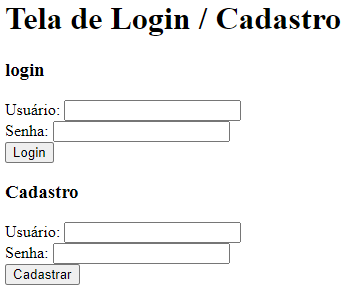 Tela de Login / Cadastro
login
Usuário:
Senha:
Login
Cadastro
Usuário:
Senha:
Cadastrar